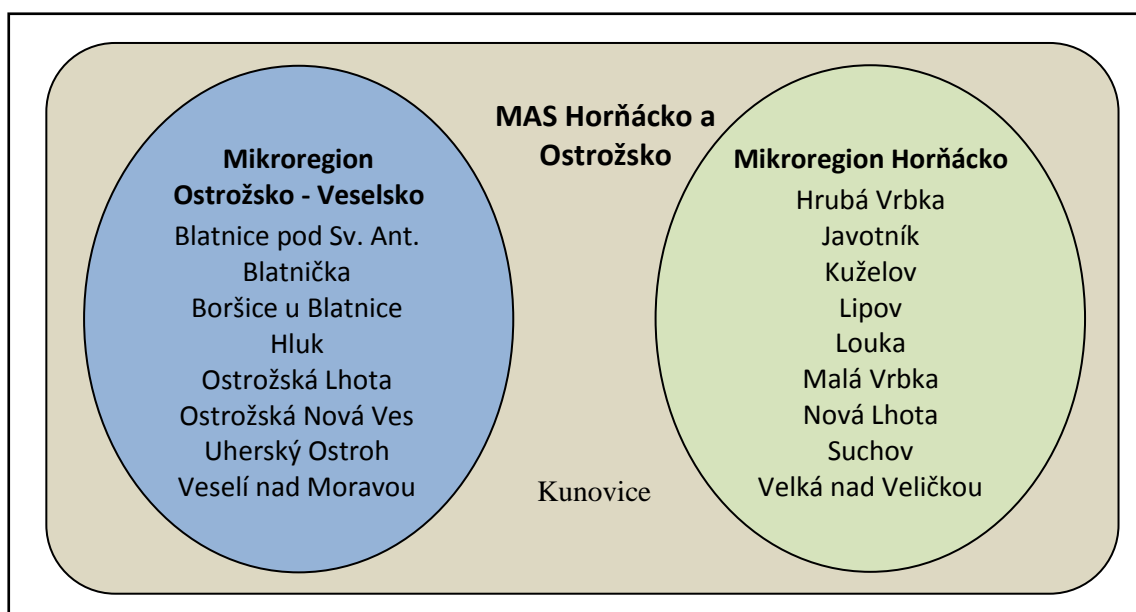 MAS Horňácko a
Ostrožsko
Mikroregion
Ostrožsko - Veselsko
Blatnice pod Sv. Ant.
Blatnička
Boršice u Blatnice
Hluk
Ostrožská Lhota
Ostrožská Nová Ves
Uherský Ostroh
Veselí nad Moravou
Mikroregion Horňácko
Hrubá Vrbka
Javotník
Kuželov
Lipov
Louka
Malá Vrbka
Nová Lhota
Suchov
Velká nad Veličkou
Kunovice